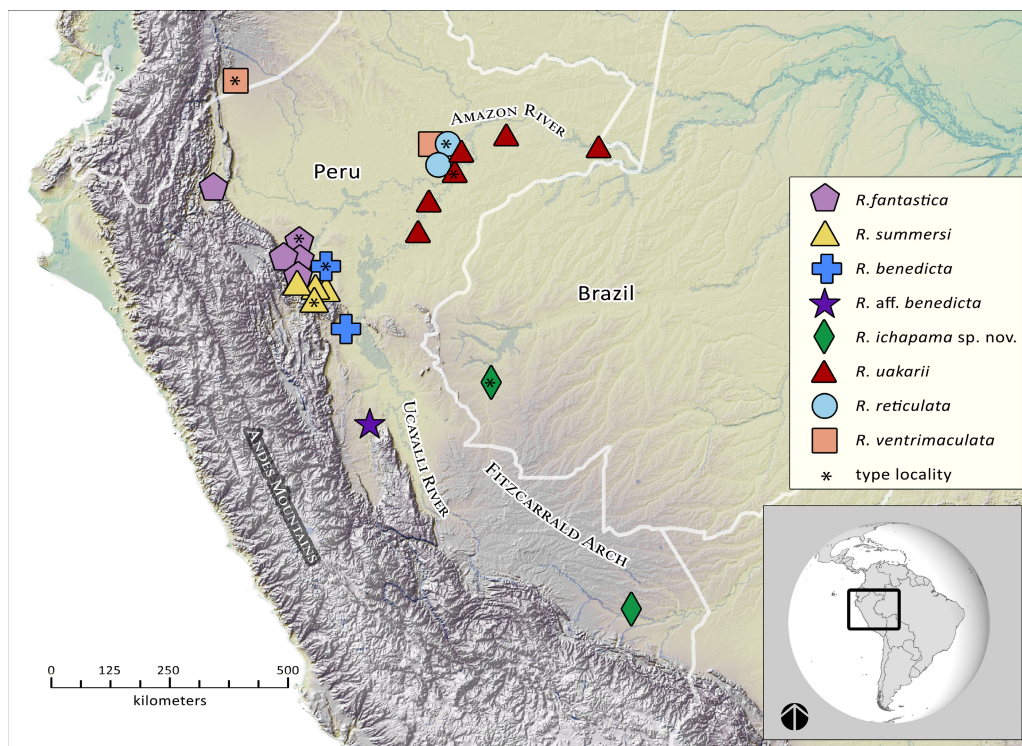 AMAZON RIVER
Peru
Brazil
UCAYALLI RIVER
ANDES MOUNTAINS
FITZCARRALD ARCH
R.fantastica
R. summersi
R. benedicta
R. aff. benedicta
R. ichapama sp. nov.
R. uakarii
R. reticulata
R. ventrimaculata
* type locality
0 125 250 500
kilometers